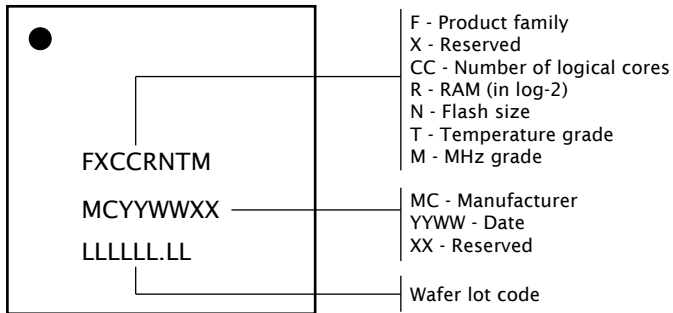 F - Product family
X - Reserved
CC - Number of logical cores
R - RAM (in log-2)
N - Flash size
T - Temperature grade
M - MHz grade
FXCCRNTM
MCYYWWXX
MC - Manufacturer
YYWW - Date
XX - Reserved
LLLLLL.LL
Wafer lot code